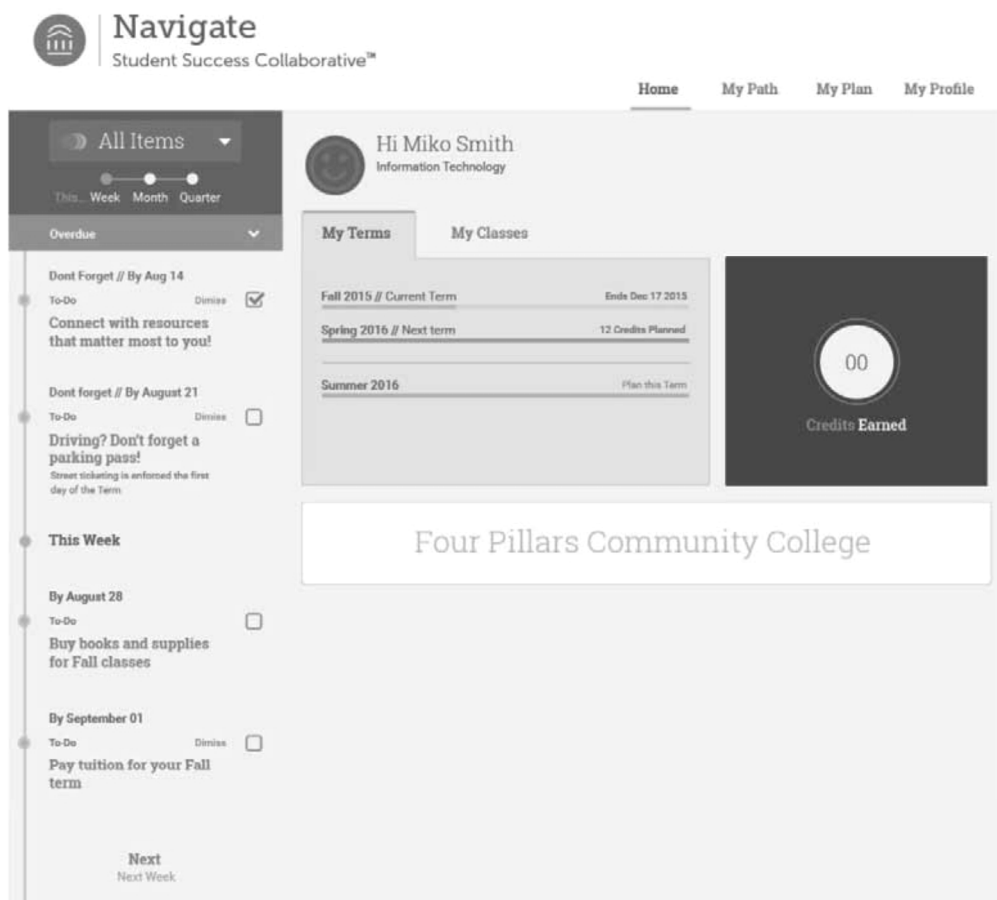 Navigate
Student Success Collaborative™
Home My Path My Plan My Profile
All Items
This... Week Month Quarter
Overdue
Dont Forget // By Aug 14
To-Do Dimiss
Connect with resources
that matter most to you!
Dont forget // By August 21
To-Do Dimiss
Driving? Don't forget a
parking pass!
Street ticketing is enforned the first
day of the Term
This Week
By August 28
To-Do
Buy books and supplies
for Fall classes
By September 01
To-Do Dimiss
Pay tuition for your Fall
term
Next
Next Week
Hi Miko Smith
Information Technology
My Terms My Classes
Fall 2015 // Current Term Ends Dec 17 2015
Spring 2016 // Next term 12 Credits Planned
Summer 2016 Plan this Term
00
Credits Earned
Four Pillars Community College